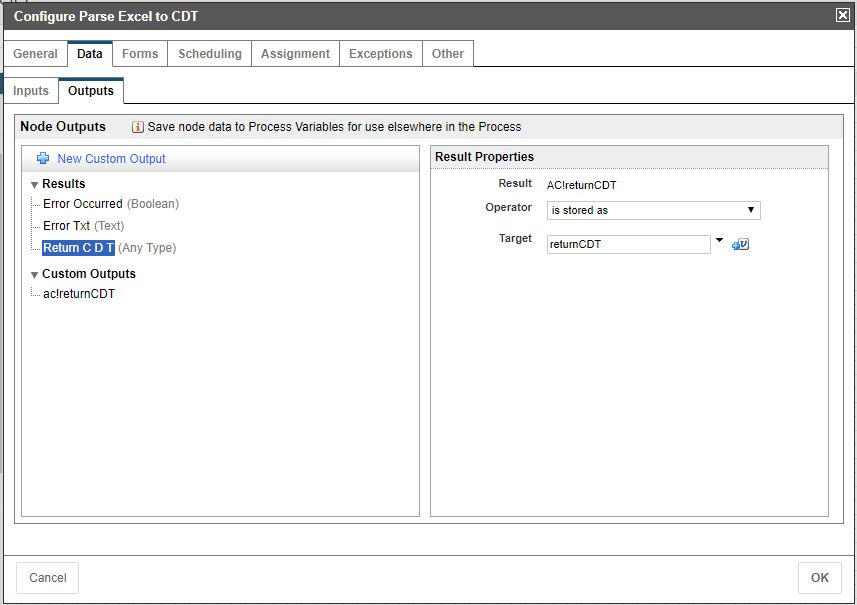 Configure Parse Excel to CDT
General Data Forms Scheduling Assignment Exceptions Other
Inputs Outputs
Node Outputs Save node data to Process Variables for use elsewhere in the Process
New Custom Output
Results
Error Occurred (Boolean)
Error Txt (Text)
Return C D T (Any Type)
Custom Outputs
ac!returnCDT
Result Properties
Result AC!returnCDT
Operator is stored as
Target returnCDT
Cancel OK